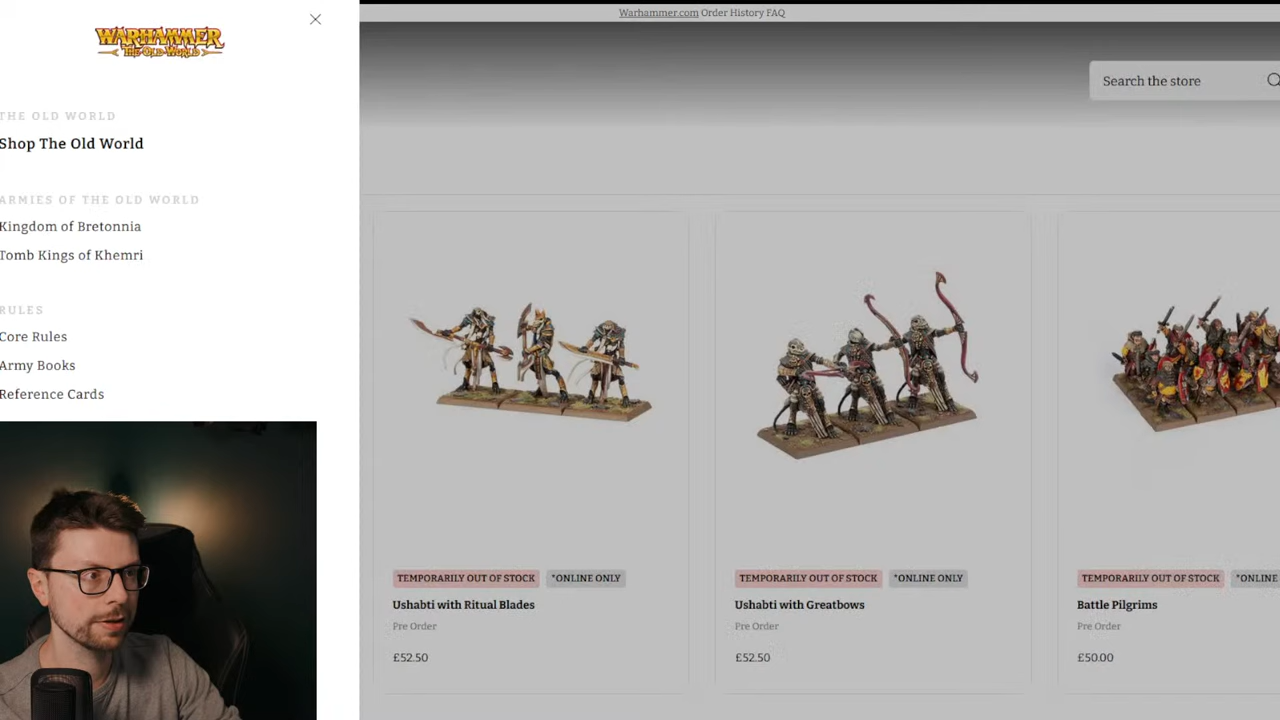 Warhammer.com Order History FAQ
WARHAMMER
THE OLD WORLD
Search the store
THE OLD WORLD
Shop The Old World
ARMIES OF THE OLD WORLD
Kingdom of Bretonnia
Tomb Kings of Khemri
RULES
Core Rules
Army Books
Reference Cards
TEMPORARILY OUT OF STOCK *ONLINE ONLY
Ushabti with Ritual Blades
Pre Order
£52.50
TEMPORARILY OUT OF STOCK *ONLINE ONLY
Ushabti with Greatbows
Pre Order
£52.50
TEMPORARILY OUT OF STOCK *ONLINE
Battle Pilgrims
Pre Order
£50.00